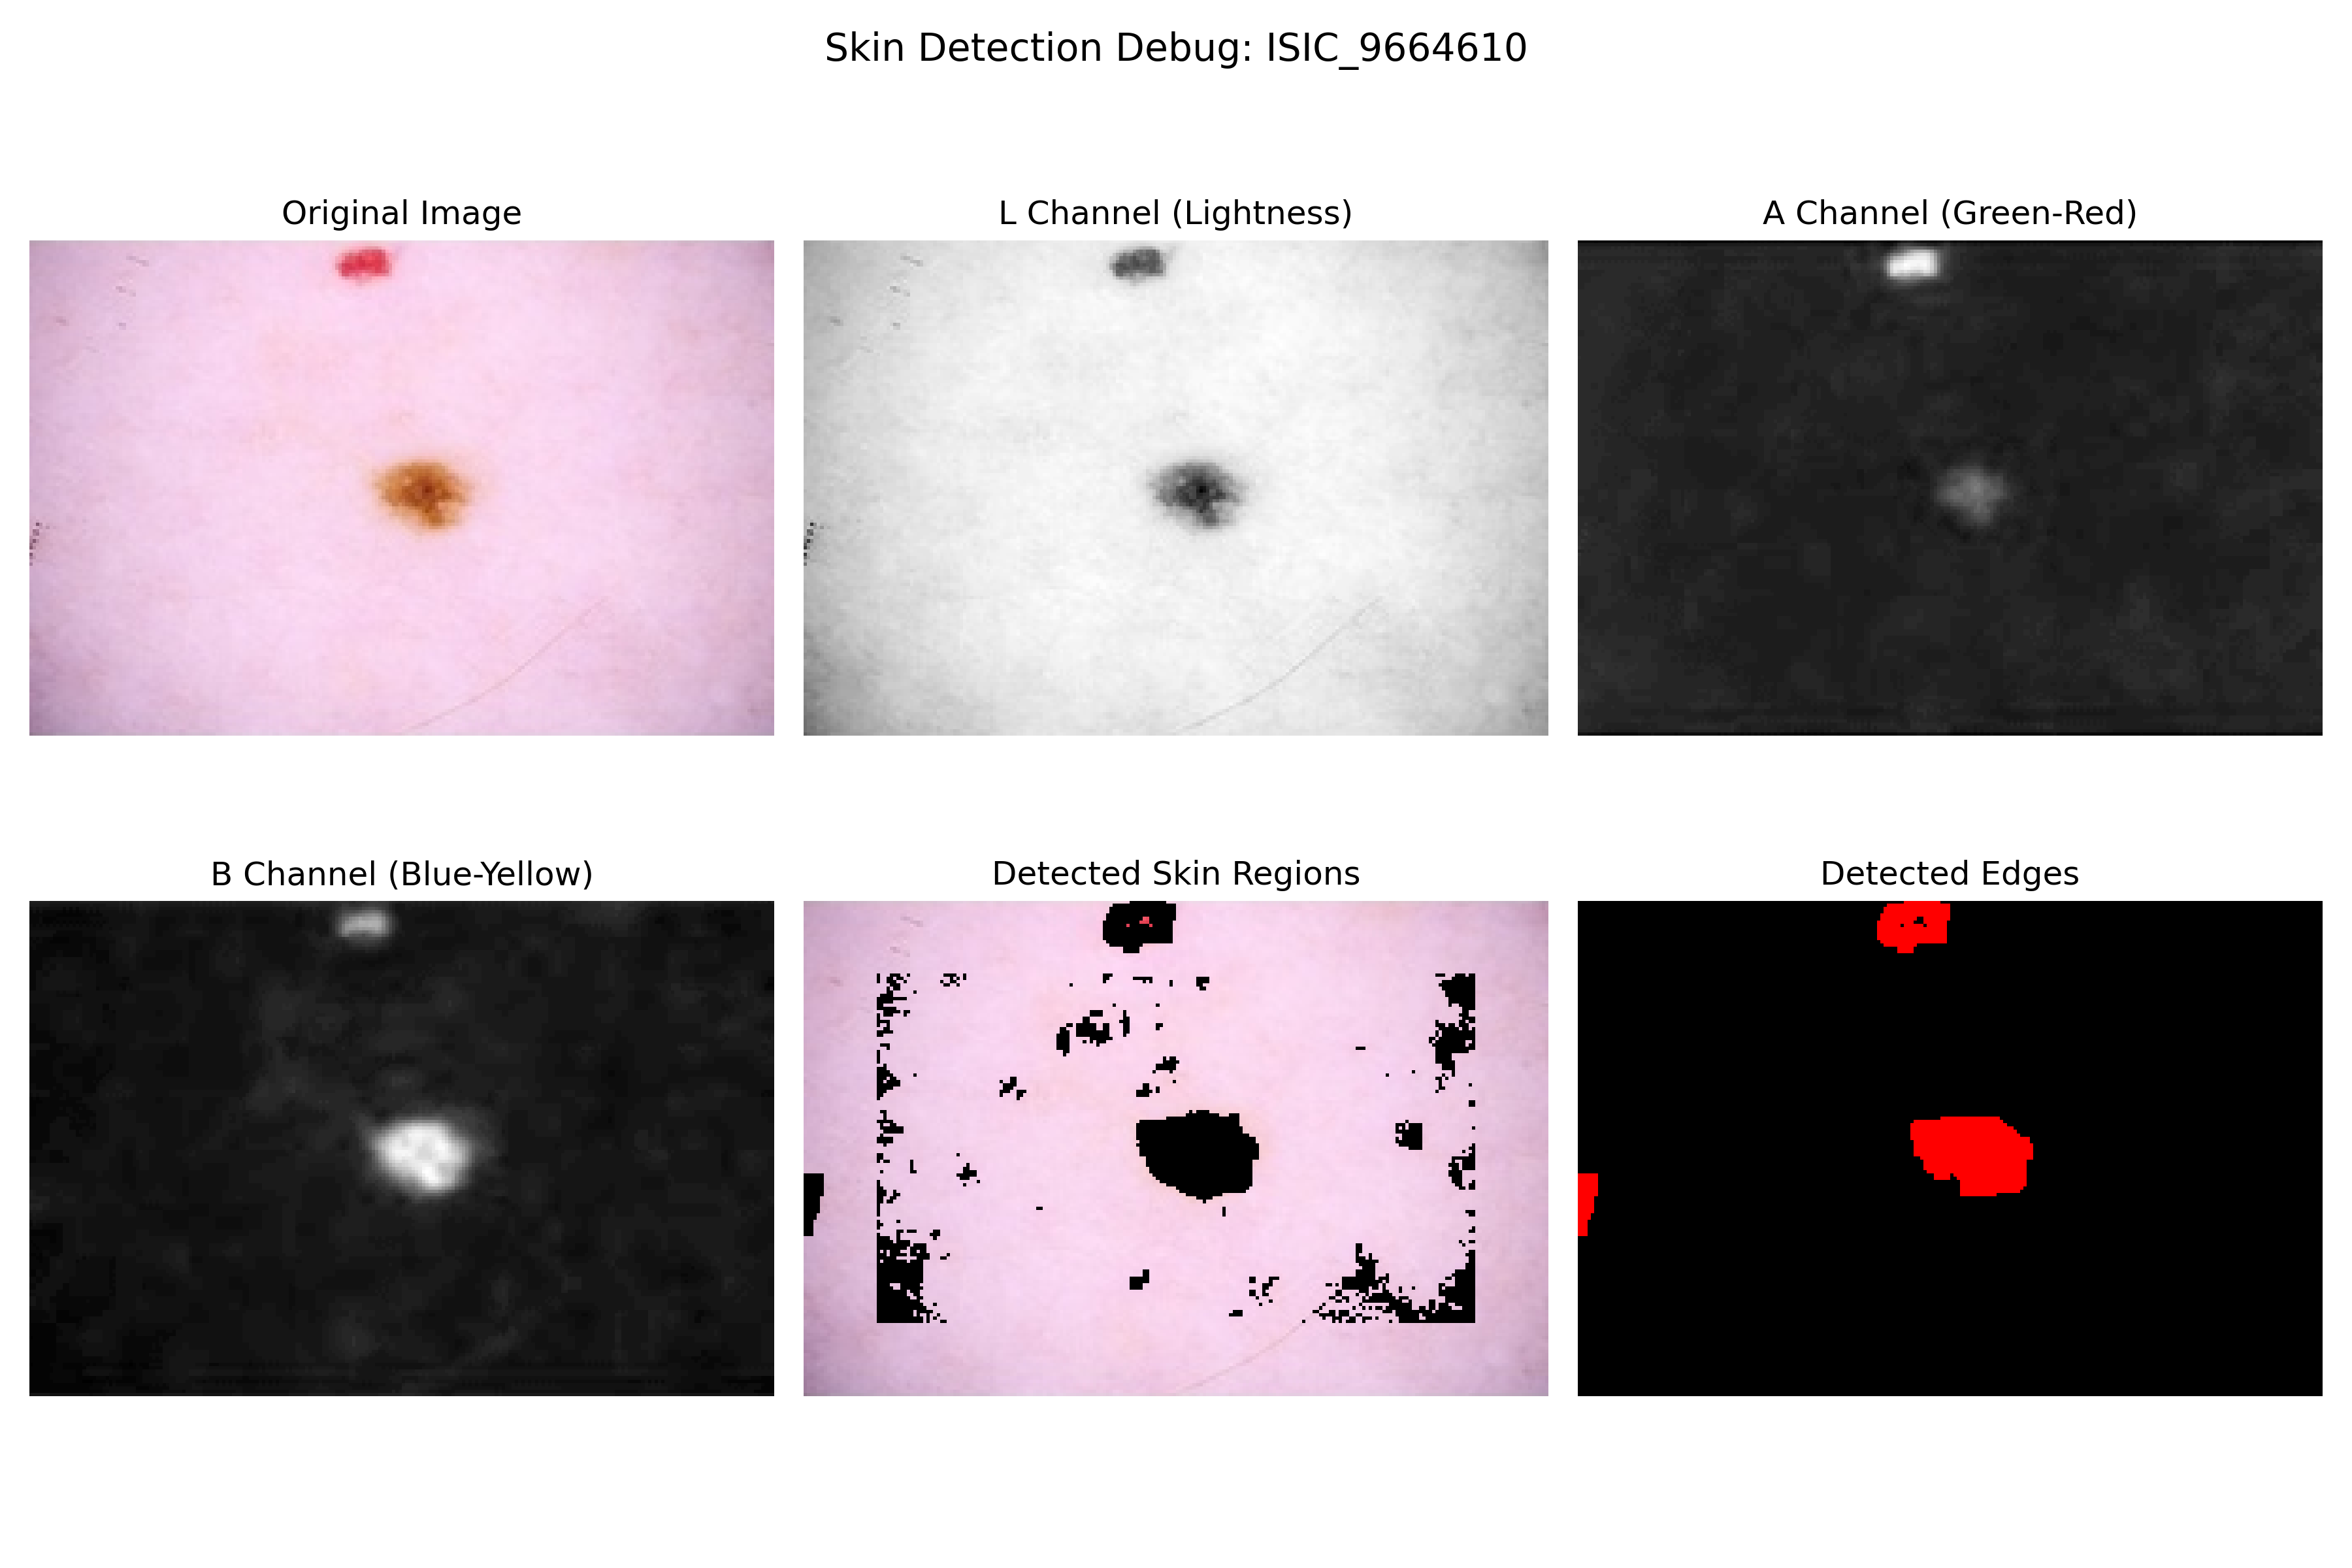 Skin Detection Debug: ISIC_9664610
Original Image
L Channel (Lightness)
A Channel (Green-Red)
B Channel (Blue-Yellow)
Detected Skin Regions
Detected Edges